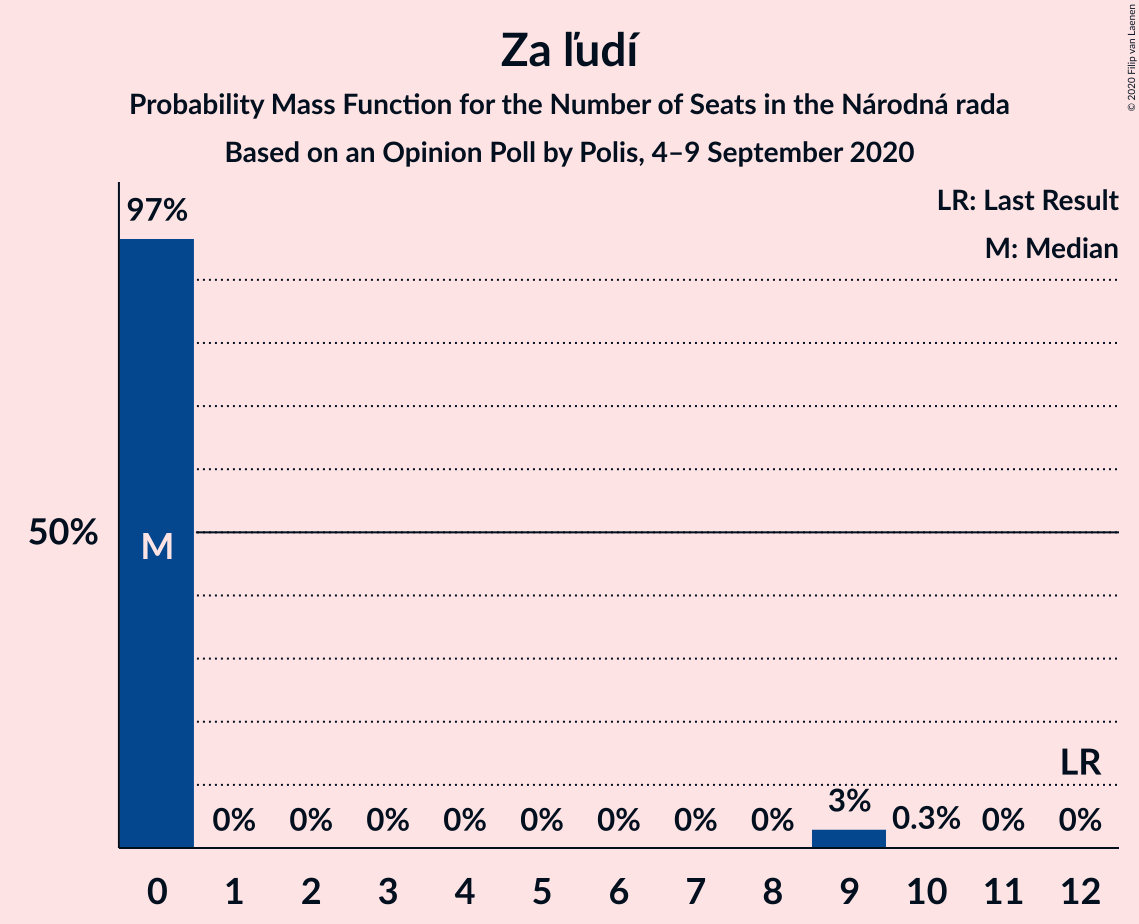 Za ľudí
Probability Mass Function for the Number of Seats in the Národná rada
Based on an Opinion Poll by Polis, 4–9 September 2020
© 2020 Filip van Laenen
LR: Last Result
M: Median
97%
50%
M
LR
0% 0% 0% 0% 0% 0% 0% 0% 3% 0.3% 0% 0%
0 1 2 3 4 5 6 7 8 9 10 11 12